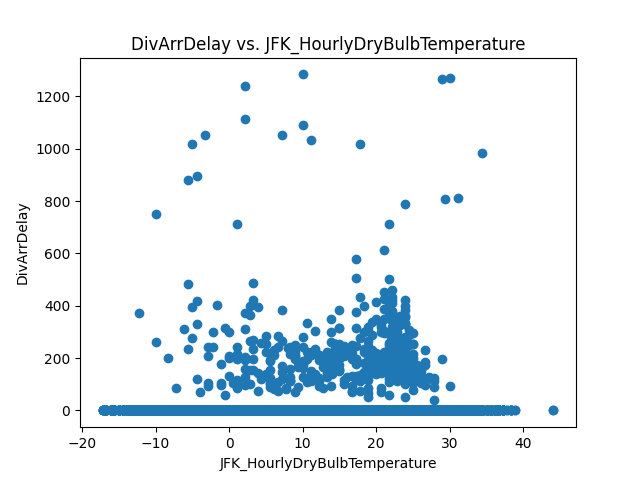 DivArrDelay vs. JFK_HourlyDryBulbTemperature
1200
1000
800
600
400
200
0
DivArrDelay
−20 −10 0 10 20 30 40
JFK_HourlyDryBulbTemperature